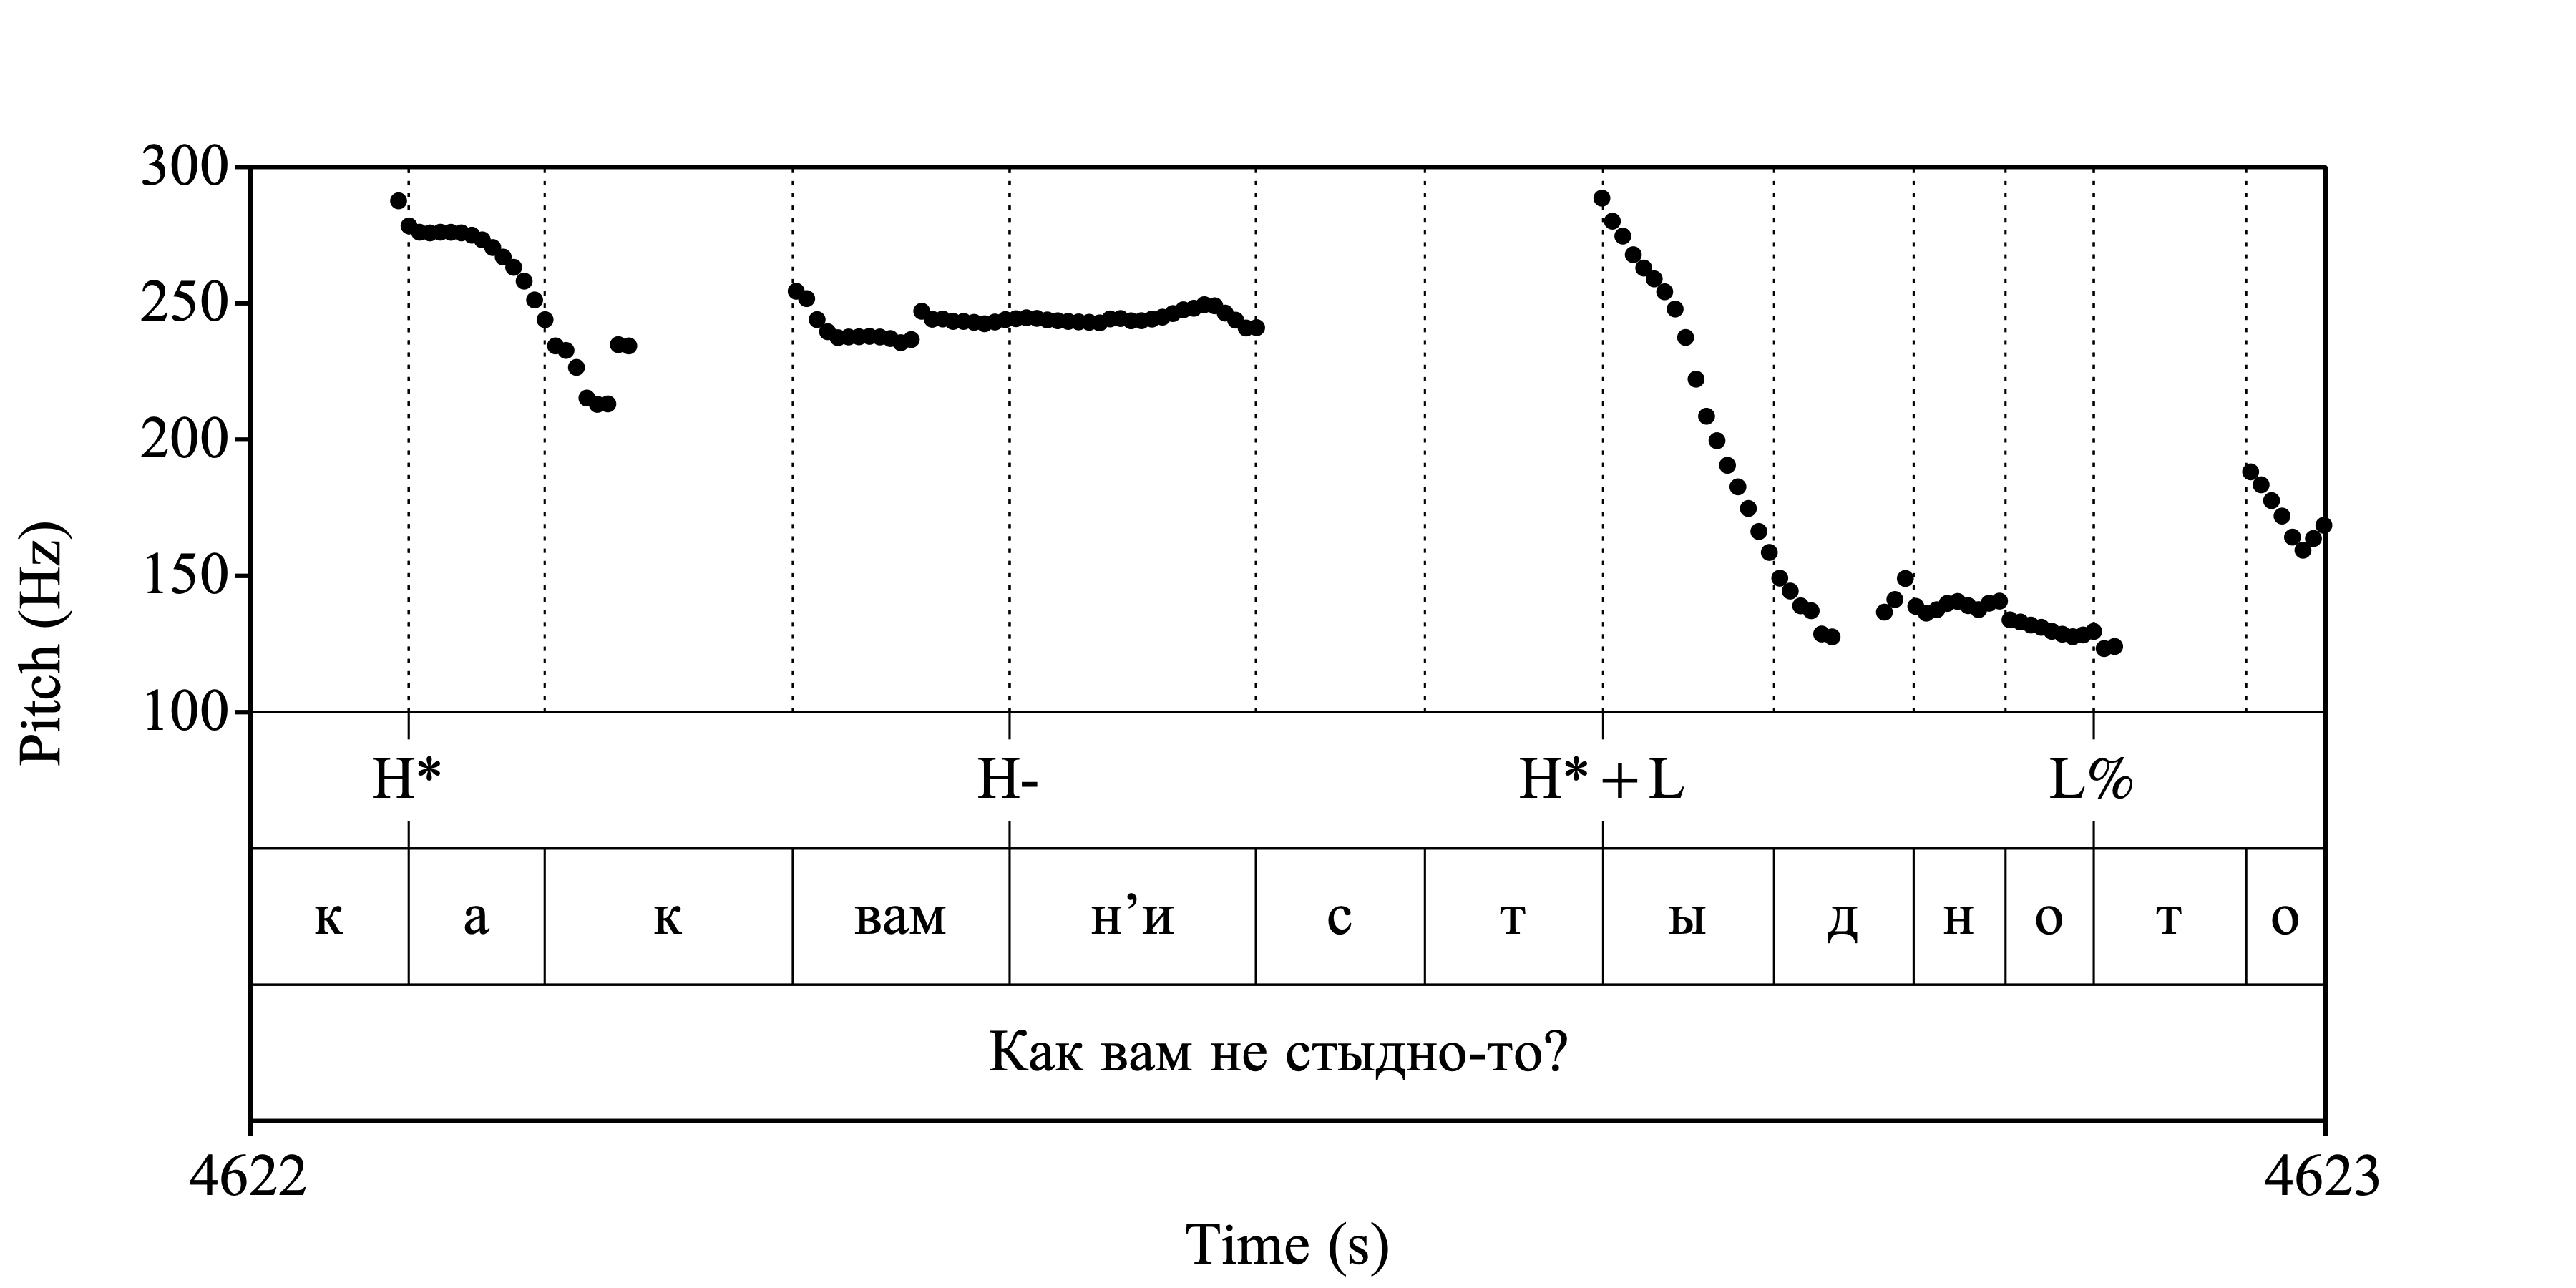 300
250
200
150
100
Pitch (Hz)
H* H- H*+L L%
к а к вам н’и с т ы д н о т о
Как вам не стыдно-то?
4622 4623
Time (s)